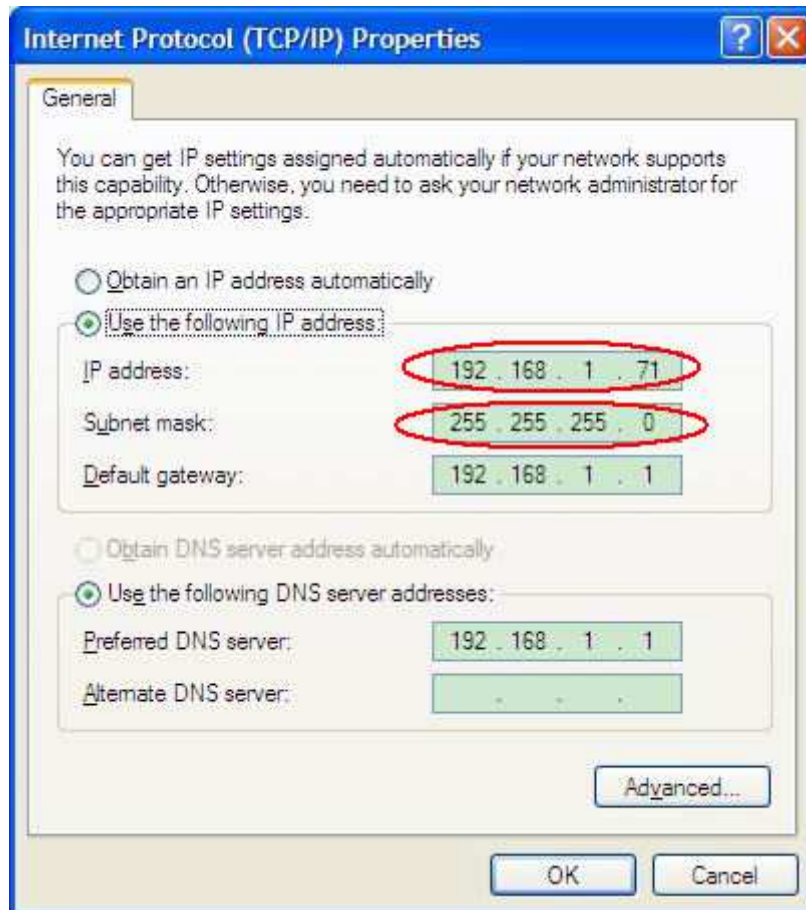 Internet Protocol (TCP/IP) Properties
General
You can get IP settings assigned automatically if your network supports
this capability. Otherwise, you need to ask your network administrator for
the appropriate IP settings.
Obtain an IP address automatically
Use the following IP address:
IP address: 192 . 168 . 1 . 71
Subnet mask: 255 . 255 . 255 . 0
Default gateway: 192 . 168 . 1 . 1
Obtain DNS server address automatically
Use the following DNS server addresses:
Preferred DNS server: 192 . 168 . 1 . 1
Alternate DNS server: . . .
Advanced...
OK Cancel